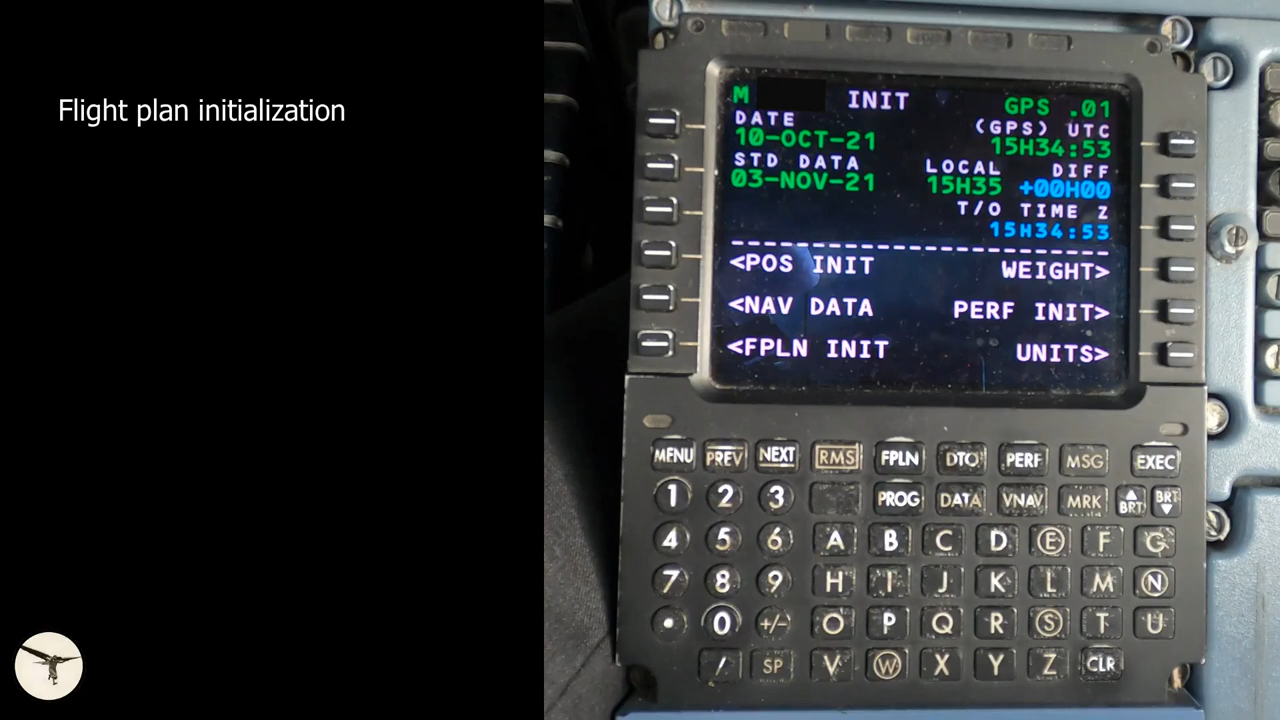 Flight plan initialization
M INIT GPS .01
DATE (GPS) UTC
10-OCT-21 15H34:53
STD DATA LOCAL DIFF
03-NOV-21 15H35 +00H00
T/O TIME Z
15H34:53
<POS INIT WEIGHT>
<NAV DATA PERF INIT>
<FPLN INIT UNITS>
MENU PREV NEXT RMS FPLN DTO PERF MSG EXEC
1 2 3 PROG DATA VNAV MRK BRT BRT
4 5 6 A B C D E F G
7 8 9 H I J K L M N
. 0 +/- O P Q R S T U
/ SP V W X Y Z CLR